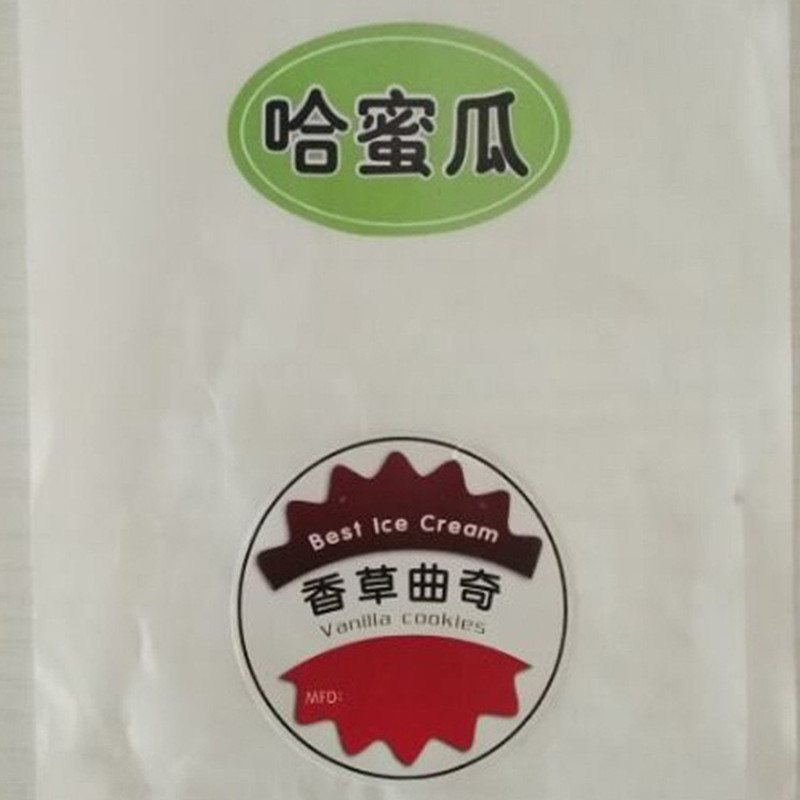 哈蜜瓜
Best Ice Cream
香草曲奇
Vanilla cookies
MFD: